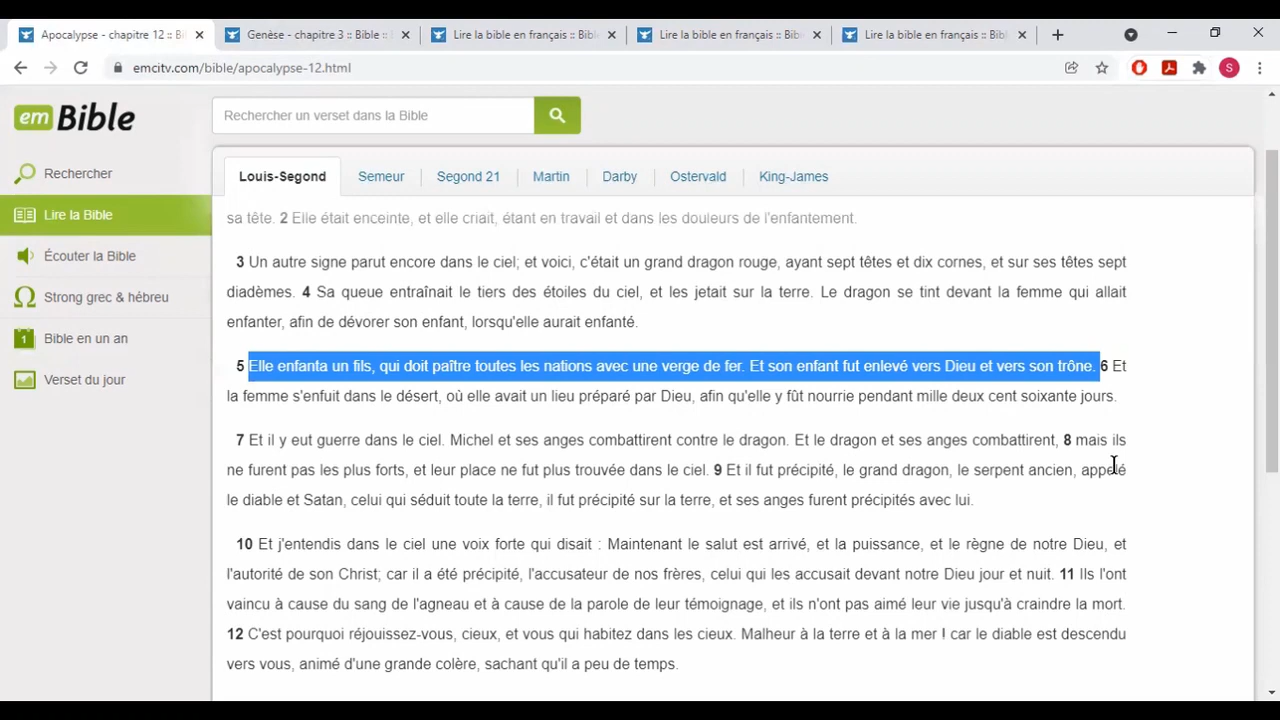 Apocalypse - chapitre 12 :: Bi
Genèse - chapitre 3 :: Bible ::
Lire la bible en français :: Bibl
Lire la bible en français :: Bibl
Lire la bible en français :: Bibl
emcitv.com/bible/apocalypse-12.html
S
em Bible
Rechercher un verset dans la Bible
Rechercher
Lire la Bible
Écouter la Bible
Strong grec & hébreu
1 Bible en un an
Verset du jour
Louis-Segond Semeur Segond 21 Martin Darby Ostervald King-James
sa tête. 2 Elle était enceinte, et elle criait, étant en travail et dans les douleurs de l'enfantement.
3 Un autre signe parut encore dans le ciel; et voici, c'était un grand dragon rouge, ayant sept têtes et dix cornes, et sur ses têtes sept
diadèmes. 4 Sa queue entraînait le tiers des étoiles du ciel, et les jetait sur la terre. Le dragon se tint devant la femme qui allait
enfanter, afin de dévorer son enfant, lorsqu'elle aurait enfanté.
5 Elle enfanta un fils, qui doit paître toutes les nations avec une verge de fer. Et son enfant fut enlevé vers Dieu et vers son trône. 6 Et
la femme s'enfuit dans le désert, où elle avait un lieu préparé par Dieu, afin qu'elle y fût nourrie pendant mille deux cent soixante jours.
7 Et il y eut guerre dans le ciel. Michel et ses anges combattirent contre le dragon. Et le dragon et ses anges combattirent, 8 mais ils
ne furent pas les plus forts, et leur place ne fut plus trouvée dans le ciel. 9 Et il fut précipité, le grand dragon, le serpent ancien, appelé
le diable et Satan, celui qui séduit toute la terre, il fut précipité sur la terre, et ses anges furent précipités avec lui.
10 Et j'entendis dans le ciel une voix forte qui disait : Maintenant le salut est arrivé, et la puissance, et le règne de notre Dieu, et
l'autorité de son Christ; car il a été précipité, l'accusateur de nos frères, celui qui les accusait devant notre Dieu jour et nuit. 11 Ils l'ont
vaincu à cause du sang de l'agneau et à cause de la parole de leur témoignage, et ils n'ont pas aimé leur vie jusqu'à craindre la mort.
12 C'est pourquoi réjouissez-vous, cieux, et vous qui habitez dans les cieux. Malheur à la terre et à la mer ! car le diable est descendu
vers vous, animé d'une grande colère, sachant qu'il a peu de temps.